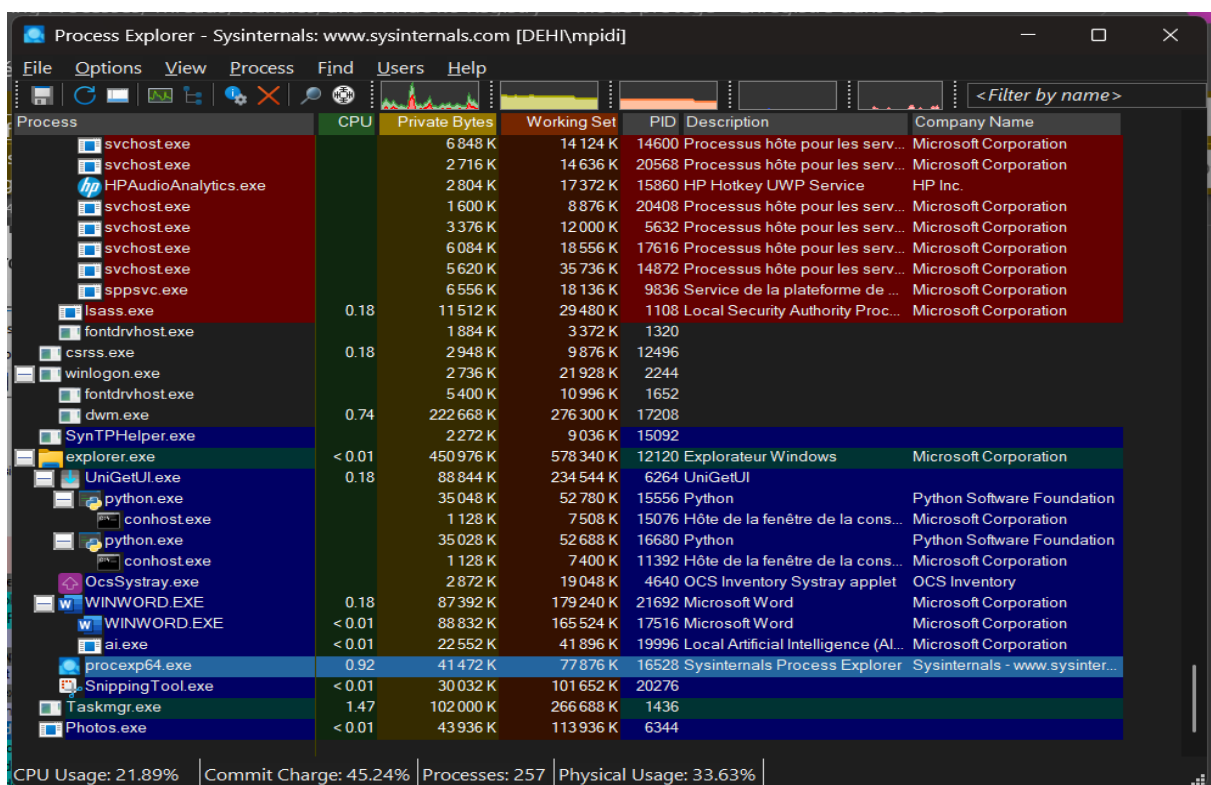 Process Explorer - Sysinternals: www.sysinternals.com [DEHI\mpidi]
File Options View Process Find Users Help
<Filter by name>
Process CPU Private Bytes Working Set PID Description Company Name
svchost.exe 6 848 K 14 124 K 14600 Processus hôte pour les serv... Microsoft Corporation
svchost.exe 2 716 K 14 636 K 20568 Processus hôte pour les serv... Microsoft Corporation
HPAudioAnalytics.exe 2 804 K 17 372 K 15860 HP Hotkey UWP Service HP Inc.
svchost.exe 1 600 K 8 876 K 20408 Processus hôte pour les serv... Microsoft Corporation
svchost.exe 3 376 K 12 000 K 5632 Processus hôte pour les serv... Microsoft Corporation
svchost.exe 6 084 K 18 556 K 17616 Processus hôte pour les serv... Microsoft Corporation
svchost.exe 5 620 K 35 736 K 14872 Processus hôte pour les serv... Microsoft Corporation
sppsvc.exe 6 556 K 18 136 K 9836 Service de la plateforme de ... Microsoft Corporation
lsass.exe 0.18 11 512 K 29 480 K 1108 Local Security Authority Proc... Microsoft Corporation
fontdrvhost.exe 1 884 K 3 372 K 1320
csrss.exe 0.18 2 948 K 9 876 K 12496
winlogon.exe 2 736 K 21 928 K 2244
fontdrvhost.exe 5 400 K 10 996 K 1652
dwm.exe 0.74 222 668 K 276 300 K 17208
SynTPHelper.exe 2 272 K 9 036 K 15092
explorer.exe < 0.01 450 976 K 578 340 K 12120 Explorateur Windows Microsoft Corporation
UniGetUI.exe 0.18 88 844 K 234 544 K 6264 UniGetUI
python.exe 35 048 K 52 780 K 15556 Python Python Software Foundation
conhost.exe 1 128 K 7 508 K 15076 Hôte de la fenêtre de la cons... Microsoft Corporation
python.exe 35 028 K 52 688 K 16680 Python Python Software Foundation
conhost.exe 1 128 K 7 400 K 11392 Hôte de la fenêtre de la cons... Microsoft Corporation
OcsSystray.exe 2 872 K 19 048 K 4640 OCS Inventory Systray applet OCS Inventory
WINWORD.EXE 0.18 87 392 K 179 240 K 21692 Microsoft Word Microsoft Corporation
WINWORD.EXE < 0.01 88 832 K 165 524 K 17516 Microsoft Word Microsoft Corporation
ai.exe < 0.01 22 552 K 41 896 K 19996 Local Artificial Intelligence (AI... Microsoft Corporation
procexp64.exe 0.92 41 472 K 77 876 K 16528 Sysinternals Process Explorer Sysinternals - www.sysinter...
SnippingTool.exe < 0.01 30 032 K 101 652 K 20276
Taskmgr.exe 1.47 102 000 K 266 688 K 1436
Photos.exe < 0.01 43 936 K 113 936 K 6344
CPU Usage: 21.89% Commit Charge: 45.24% Processes: 257 Physical Usage: 33.63%